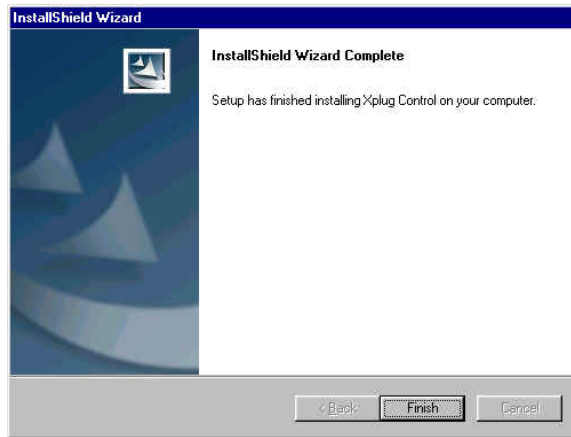 InstallShield Wizard
InstallShield Wizard Complete
Setup has finished installing Xplug Control on your computer.
< Back
Finish
Cancel